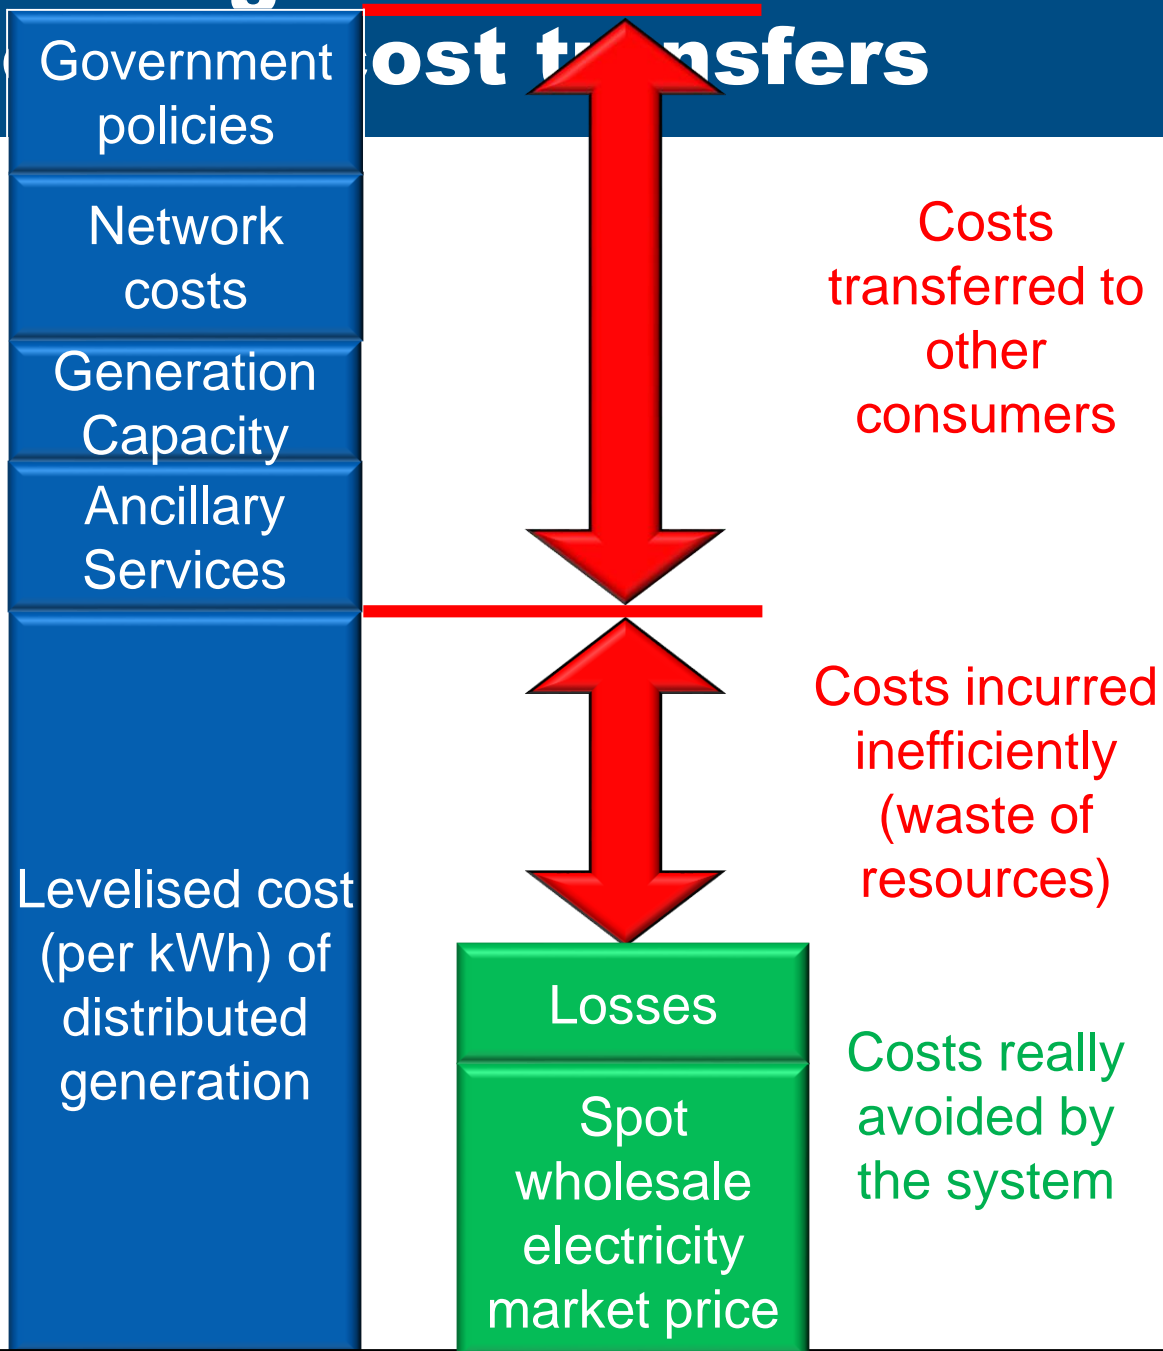 cost transfers
Government
policies
Network
costs
Generation
Capacity
Ancillary
Services
Levelised cost
(per kWh) of
distributed
generation
Costs
transferred to
other
consumers
Costs incurred
inefficiently
(waste of
resources)
Losses
Spot
wholesale
electricity
market price
Costs really
avoided by
the system